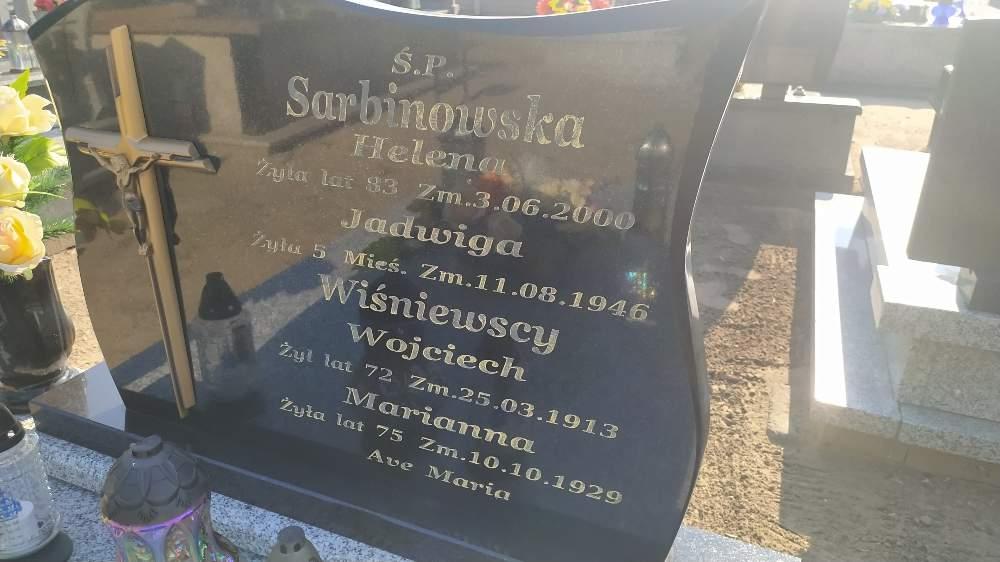 Ś.P.
Sarbinowska
Helena
Żyła lat 83 Zm.3.06.2000
Jadwiga
Żyła 5 Mieś. Zm.11.08.1946
Wiśniewscy
Wojciech
Żył lat 72 Zm.25.03.1913
Marianna
Żyła lat 75 Zm.10.10.1929
Ave Maria